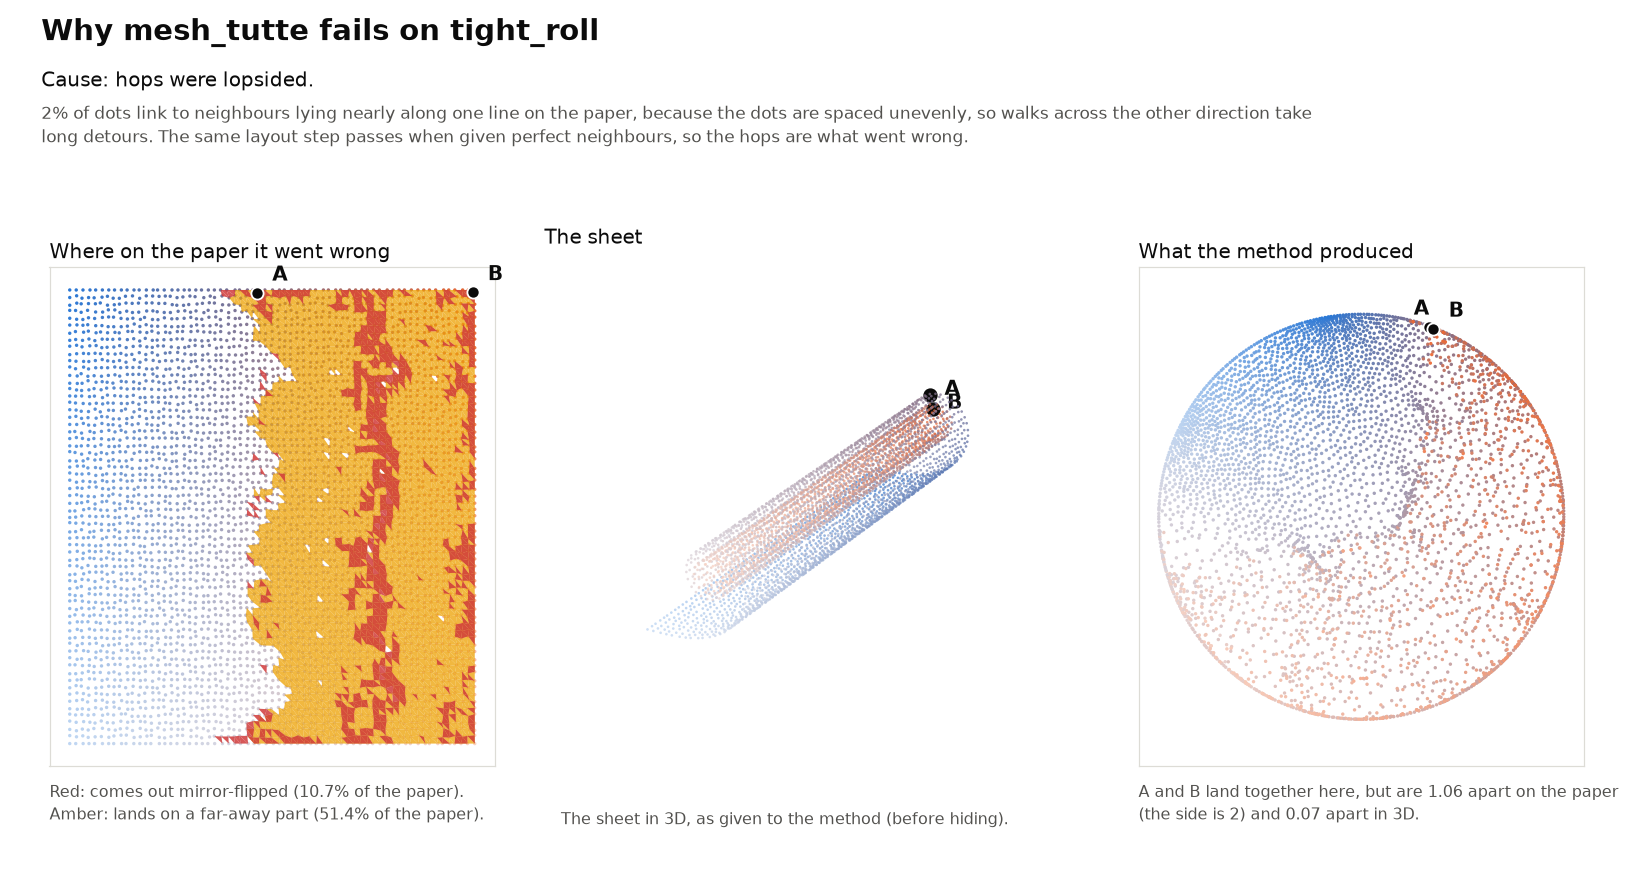 Why mesh_tutte fails on tight_roll
Cause: hops were lopsided.
2% of dots link to neighbours lying nearly along one line on the paper, because the dots are spaced unevenly, so walks across the other direction take
long detours. The same layout step passes when given perfect neighbours, so the hops are what went wrong.
Where on the paper it went wrong
A
B
Red: comes out mirror-flipped (10.7% of the paper).
Amber: lands on a far-away part (51.4% of the paper).
The sheet
A
B
The sheet in 3D, as given to the method (before hiding).
What the method produced
A B
A and B land together here, but are 1.06 apart on the paper
(the side is 2) and 0.07 apart in 3D.